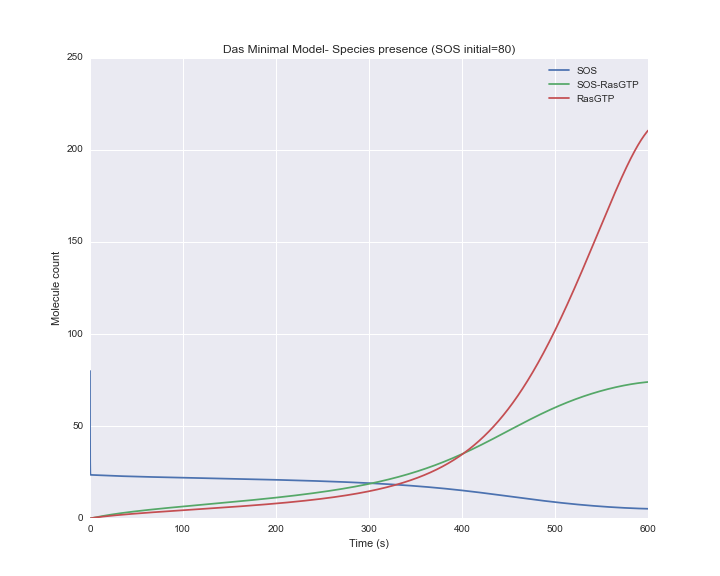 Das Minimal Model- Species presence (SOS initial=80)
250
200
150
100
50
0
Molecule count
SOS
SOS-RasGTP
RasGTP
0
100
200
300
400
500
600
Time (s)